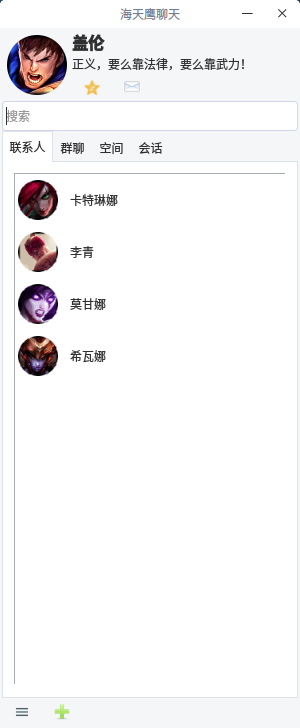 海天鹰聊天
盖伦
正义，要么靠法律，要么靠武力！
搜索
联系人 群聊 空间 会话
卡特琳娜
李青
莫甘娜
希瓦娜